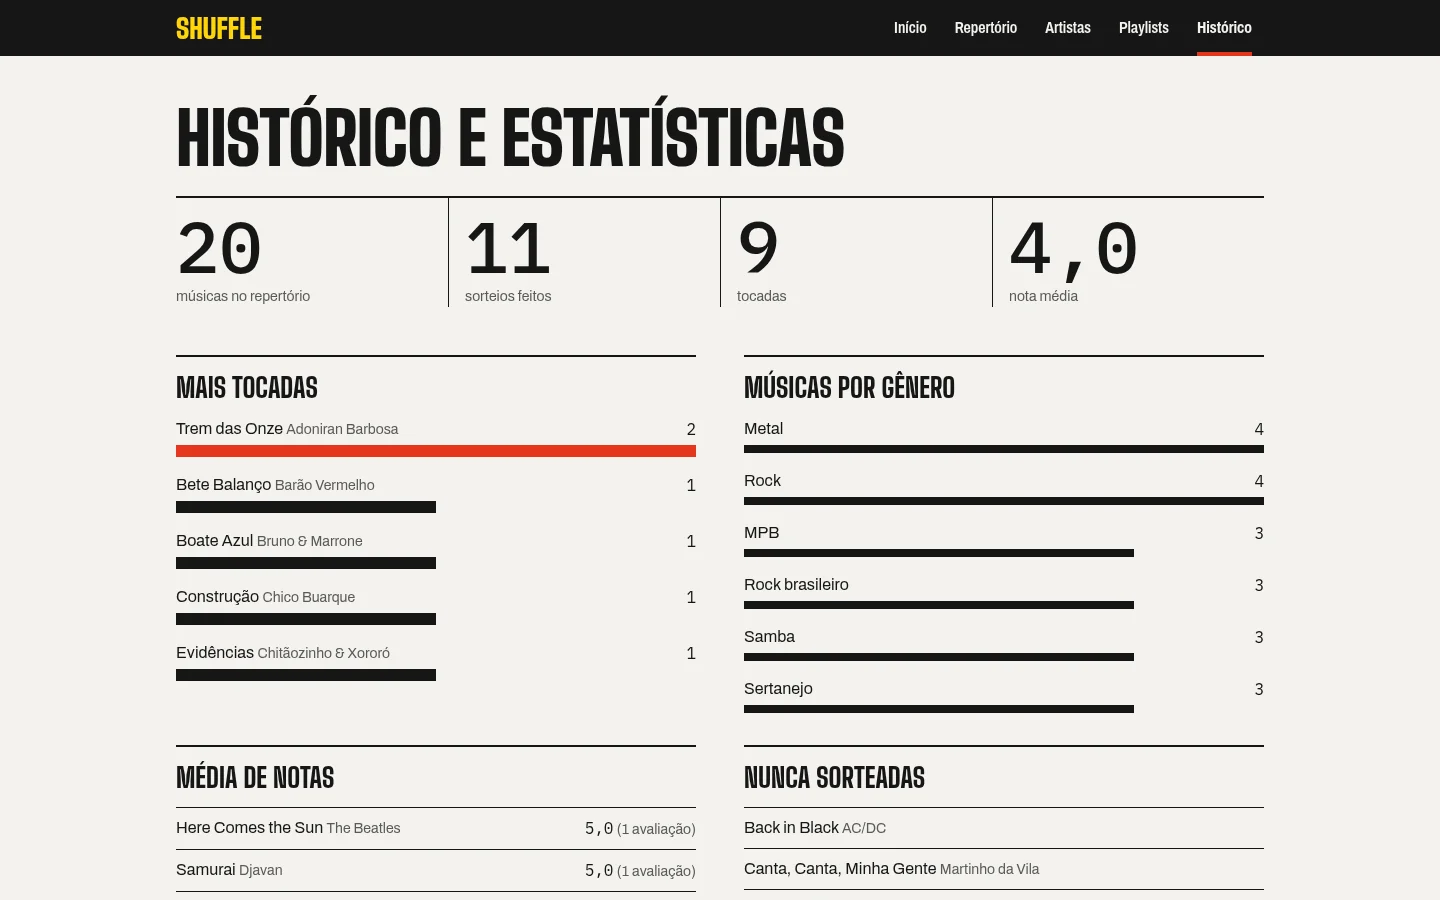 SHUFFLE
Início Repertório Artistas Playlists Histórico
HISTÓRICO E ESTATÍSTICAS
20
músicas no repertório
11
sorteios feitos
9
tocadas
4,0
nota média
MAIS TOCADAS
Trem das Onze Adoniran Barbosa 2
Bete Balanço Barão Vermelho 1
Boate Azul Bruno & Marrone 1
Construção Chico Buarque 1
Evidências Chitãozinho & Xororó 1
MÚSICAS POR GÊNERO
Metal 4
Rock 4
MPB 3
Rock brasileiro 3
Samba 3
Sertanejo 3
MÉDIA DE NOTAS
Here Comes the Sun The Beatles 5,0 (1 avaliação)
Samurai Djavan 5,0 (1 avaliação)
NUNCA SORTEADAS
Back in Black AC/DC
Canta, Canta, Minha Gente Martinho da Vila